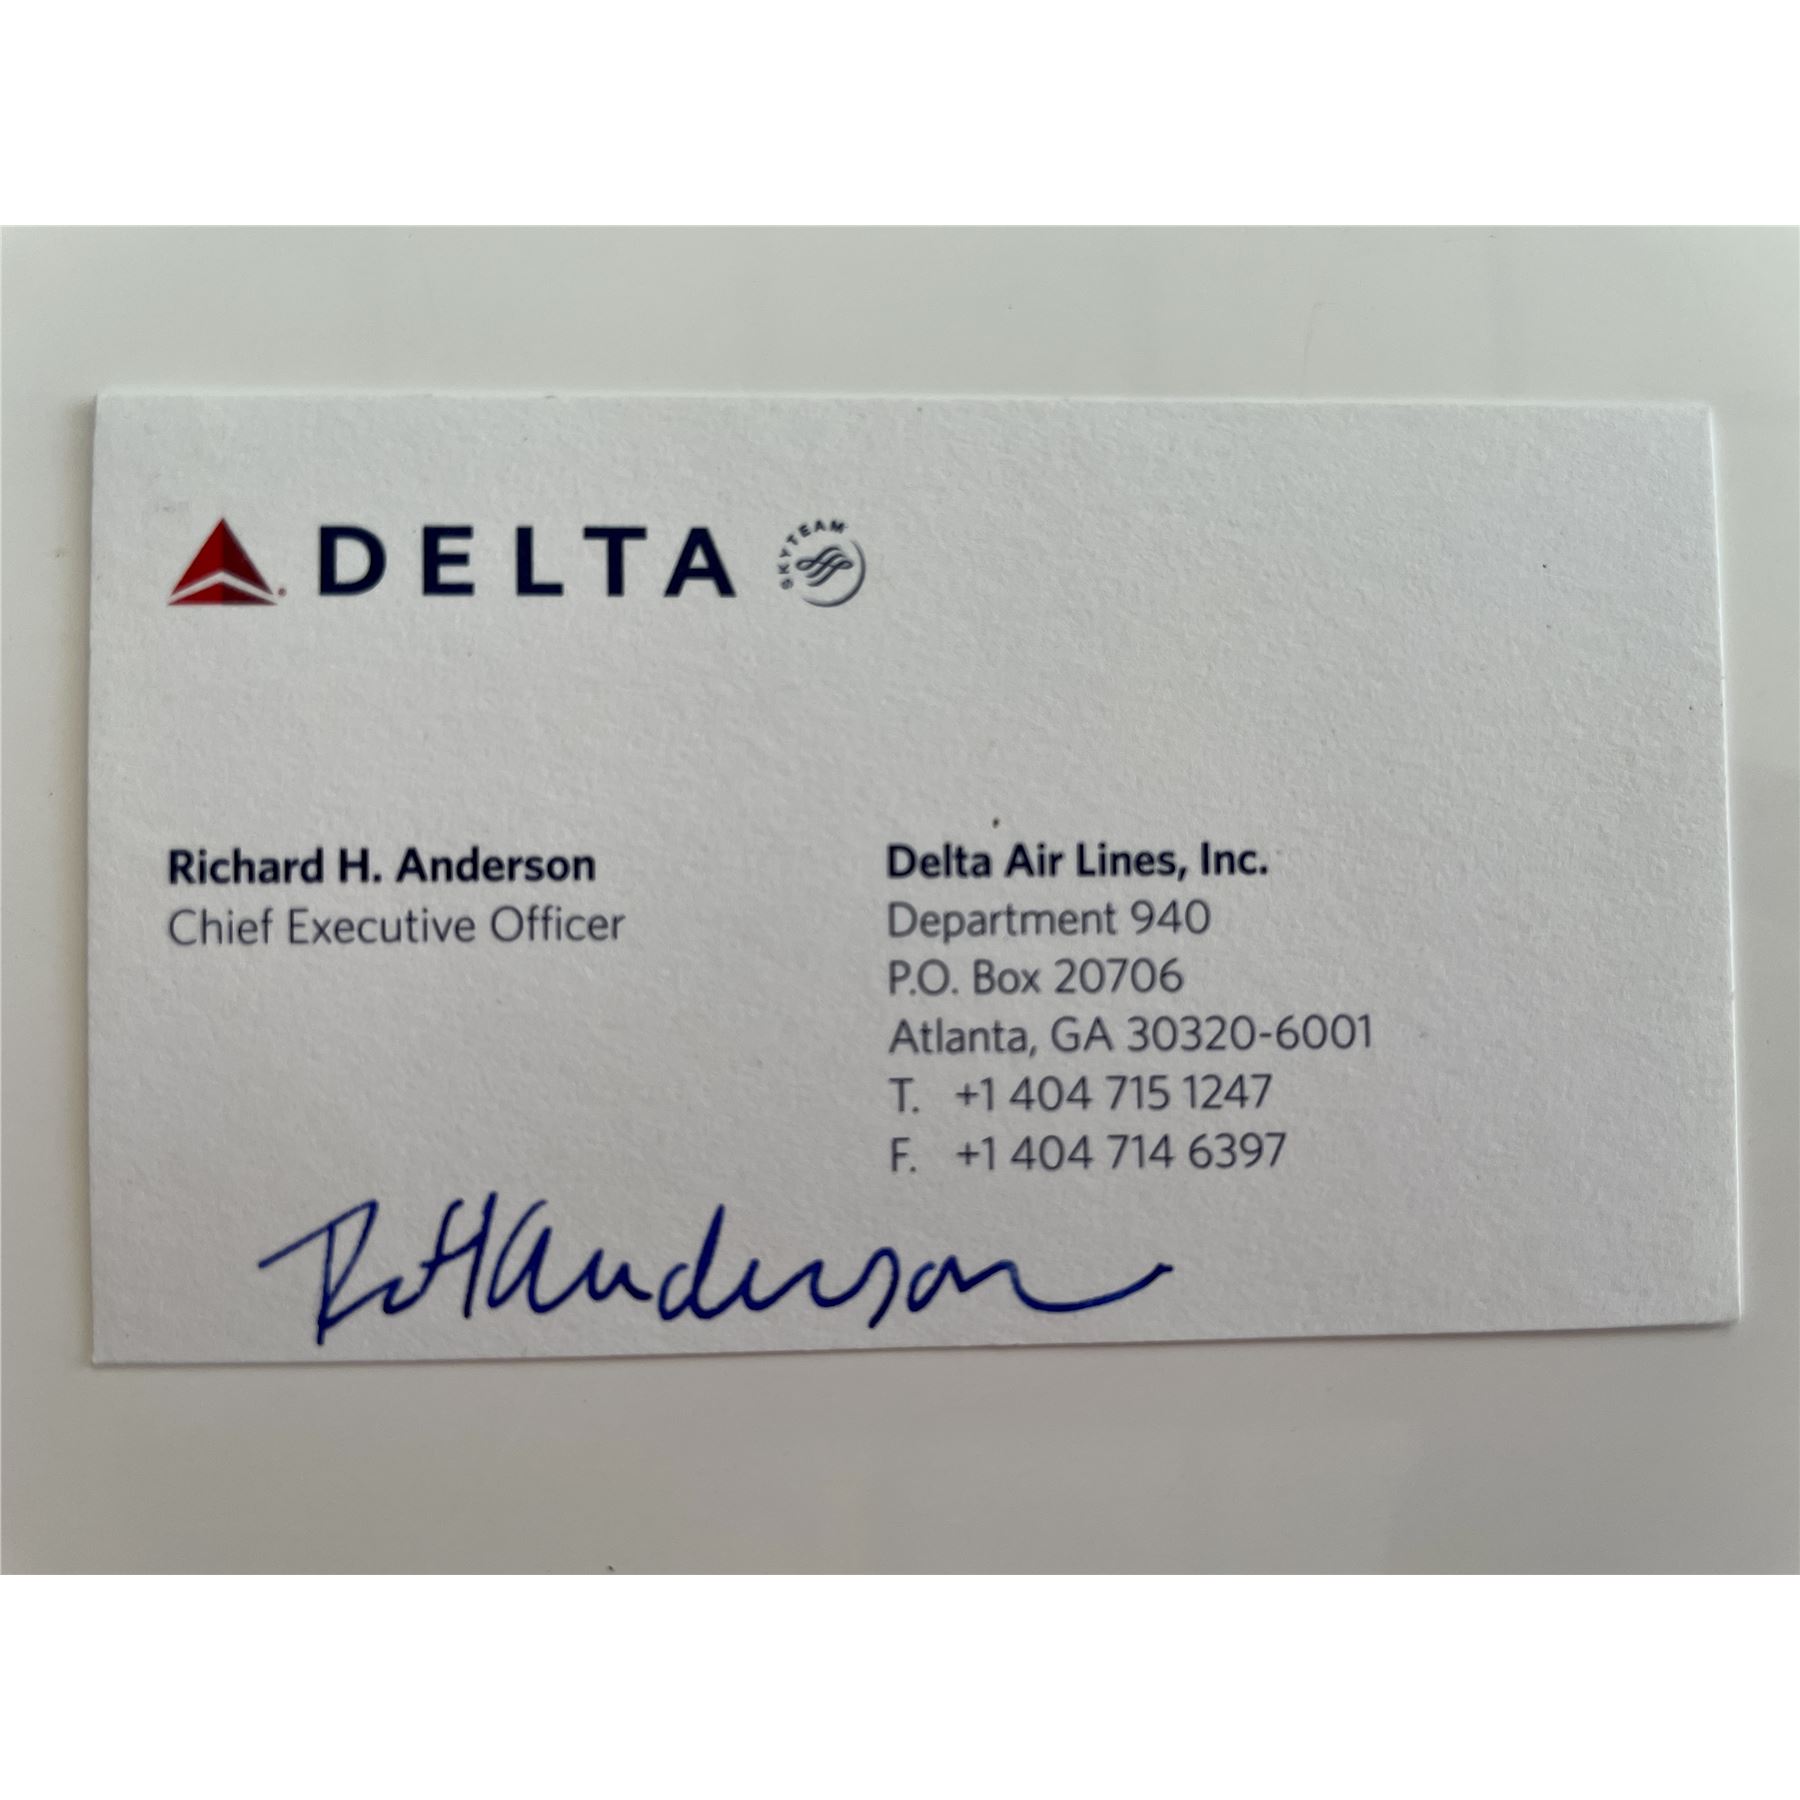 DELTA SKYTEAM
Richard H. Anderson
Chief Executive Officer
Delta Air Lines, Inc.
Department 940
P.O. Box 20706
Atlanta, GA 30320-6001
T. +1 404 715 1247
F. +1 404 714 6397
RHAnderson